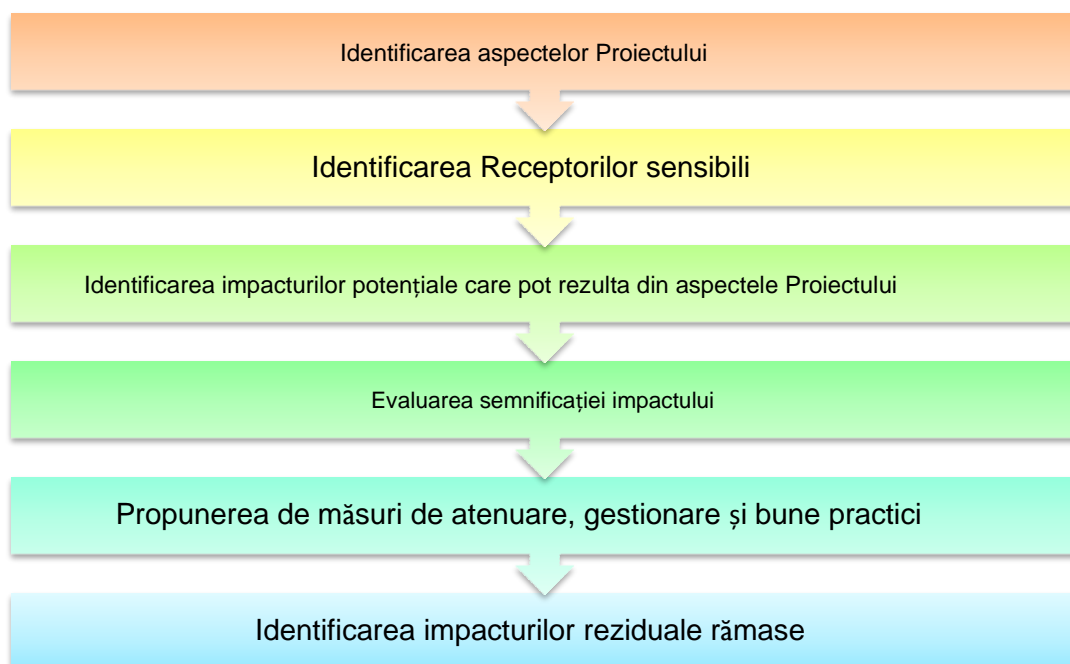 Identificarea aspectelor Proiectului
Identificarea Receptorilor sensibili
Identificarea impacturilor potențiale care pot rezulta din aspectele Proiectului
Evaluarea semnificației impactului
Propunerea de măsuri de atenuare, gestionare și bune practici
Identificarea impacturilor reziduale rămase